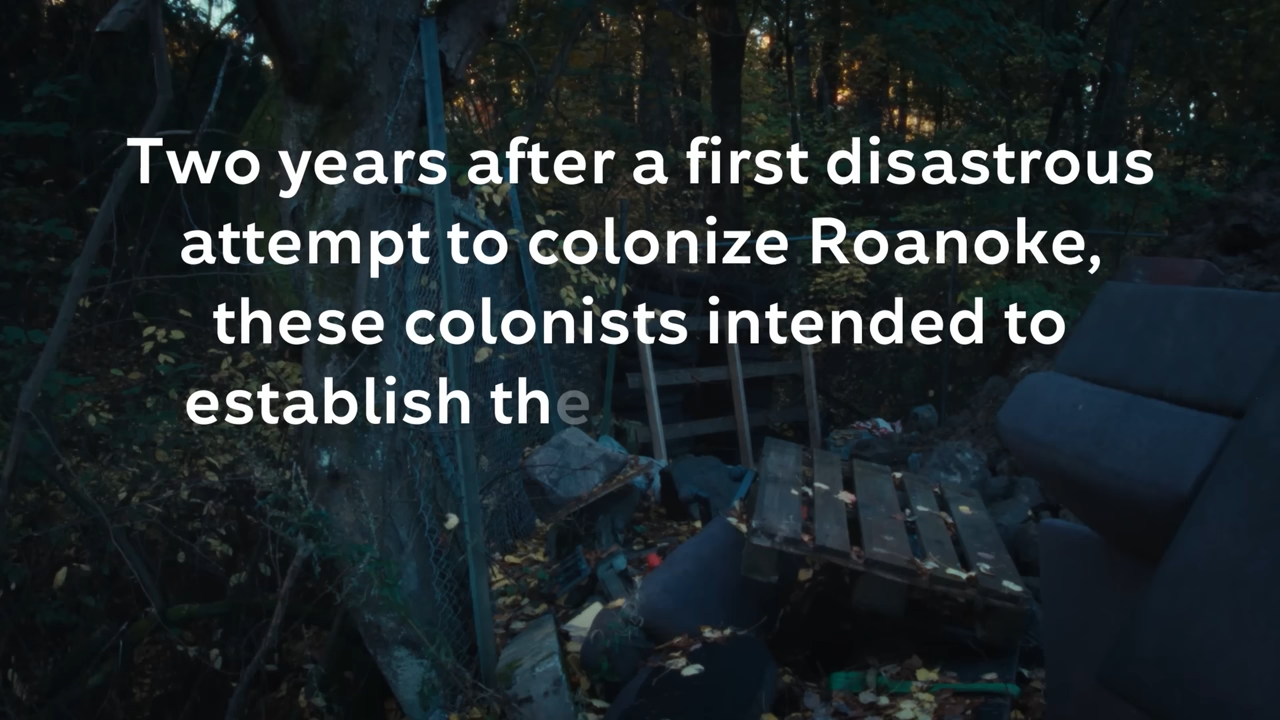 Two years after a first disastrous
attempt to colonize Roanoke,
these colonists intended to
establish the